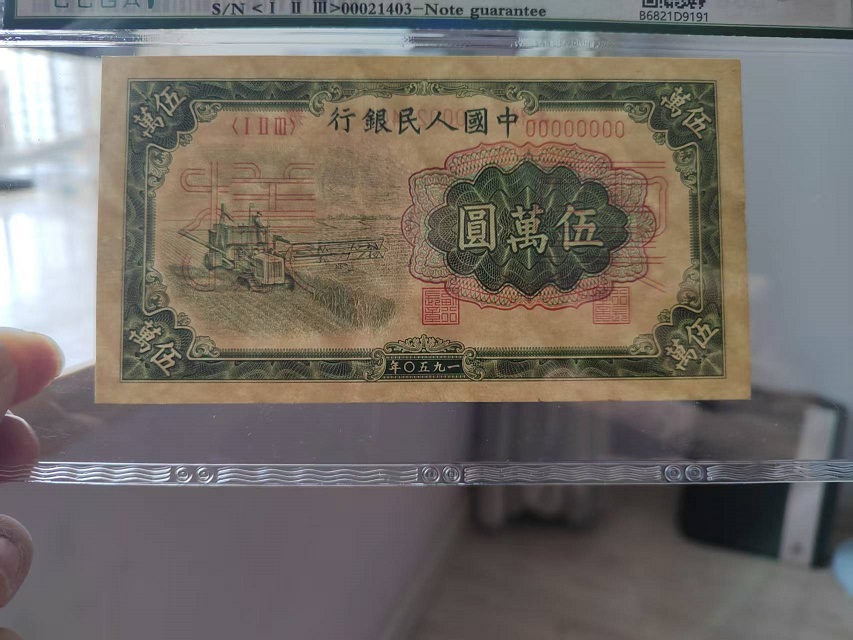 S/N <Ⅰ Ⅱ Ⅲ>00021403-Note guarantee
B6821D9191
伍萬
伍萬
行銀民人國中
〈Ⅰ Ⅱ Ⅲ〉
00000000
圓萬伍
伍萬
伍萬
年〇五九一